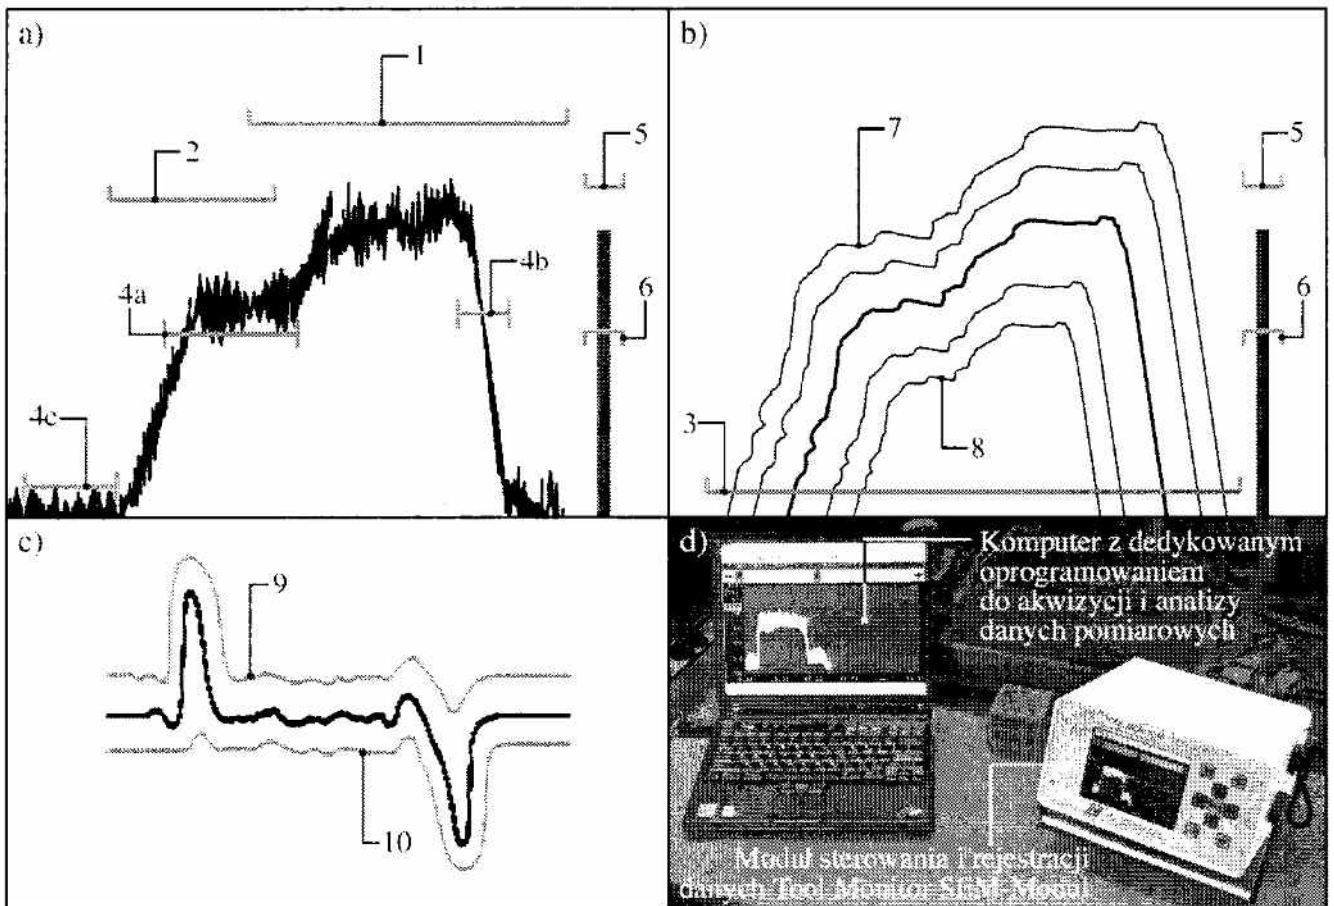 a)
1
2
5
4b
4a
6
4c
b)
7
5
6
3
8
c)
9
10
d)
Komputer z dedykowanym
oprogramowaniem
do akwizycji i analizy
danych pomiarowych
Moduł sterowania i rejestracji
danych Tool Monitor SEM-Modul